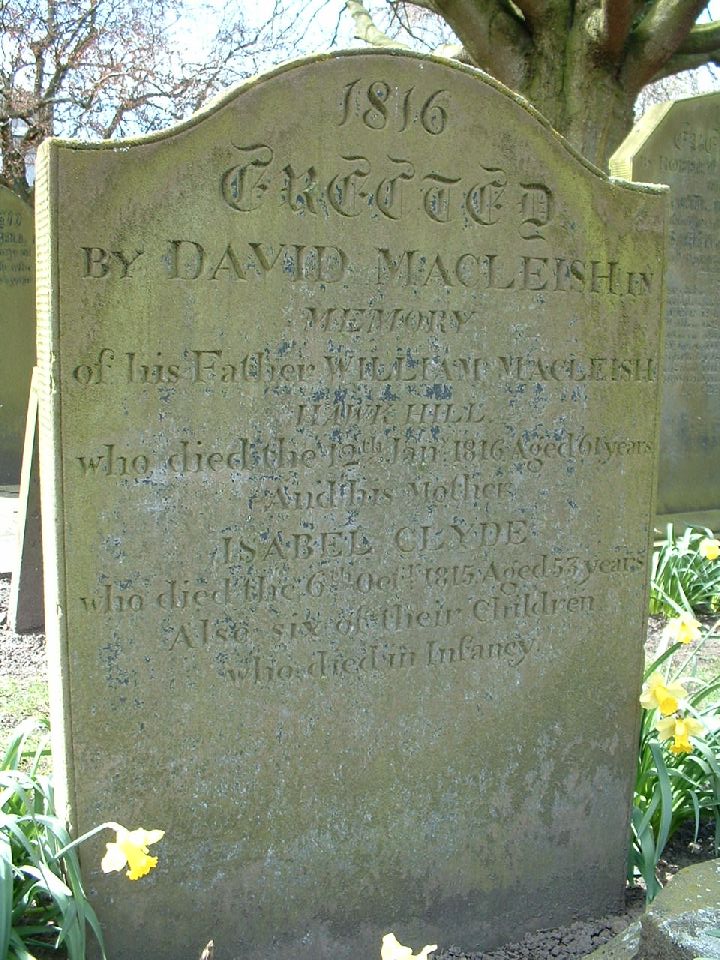 1816
ERECTED
BY DAVID MACLEISH IN
MEMORY
of his Father WILLIAM MACLEISH
HAWK HILL.
who died the 12th Jan: 1816 Aged 61 years
And his Mother
ISABEL CLYDE
who died the 6th Octr. 1815 Aged 53 years
Also six of their Children
who died in Infancy.